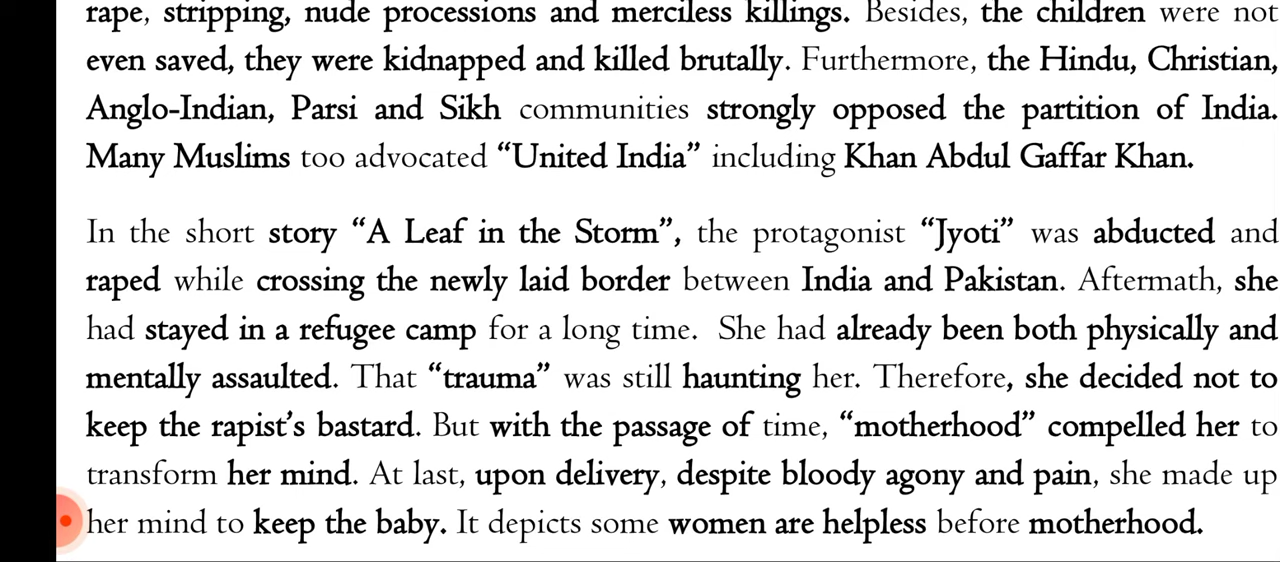 rape, stripping, nude processions and merciless killings. Besides, the children were not
even saved, they were kidnapped and killed brutally. Furthermore, the Hindu, Christian,
Anglo-Indian, Parsi and Sikh communities strongly opposed the partition of India.
Many Muslims too advocated “United India” including Khan Abdul Gaffar Khan.
In the short story “A Leaf in the Storm”, the protagonist “Jyoti” was abducted and
raped while crossing the newly laid border between India and Pakistan. Aftermath, she
had stayed in a refugee camp for a long time. She had already been both physically and
mentally assaulted. That “trauma” was still haunting her. Therefore, she decided not to
keep the rapist’s bastard. But with the passage of time, “motherhood” compelled her to
transform her mind. At last, upon delivery, despite bloody agony and pain, she made up
her mind to keep the baby. It depicts some women are helpless before motherhood.